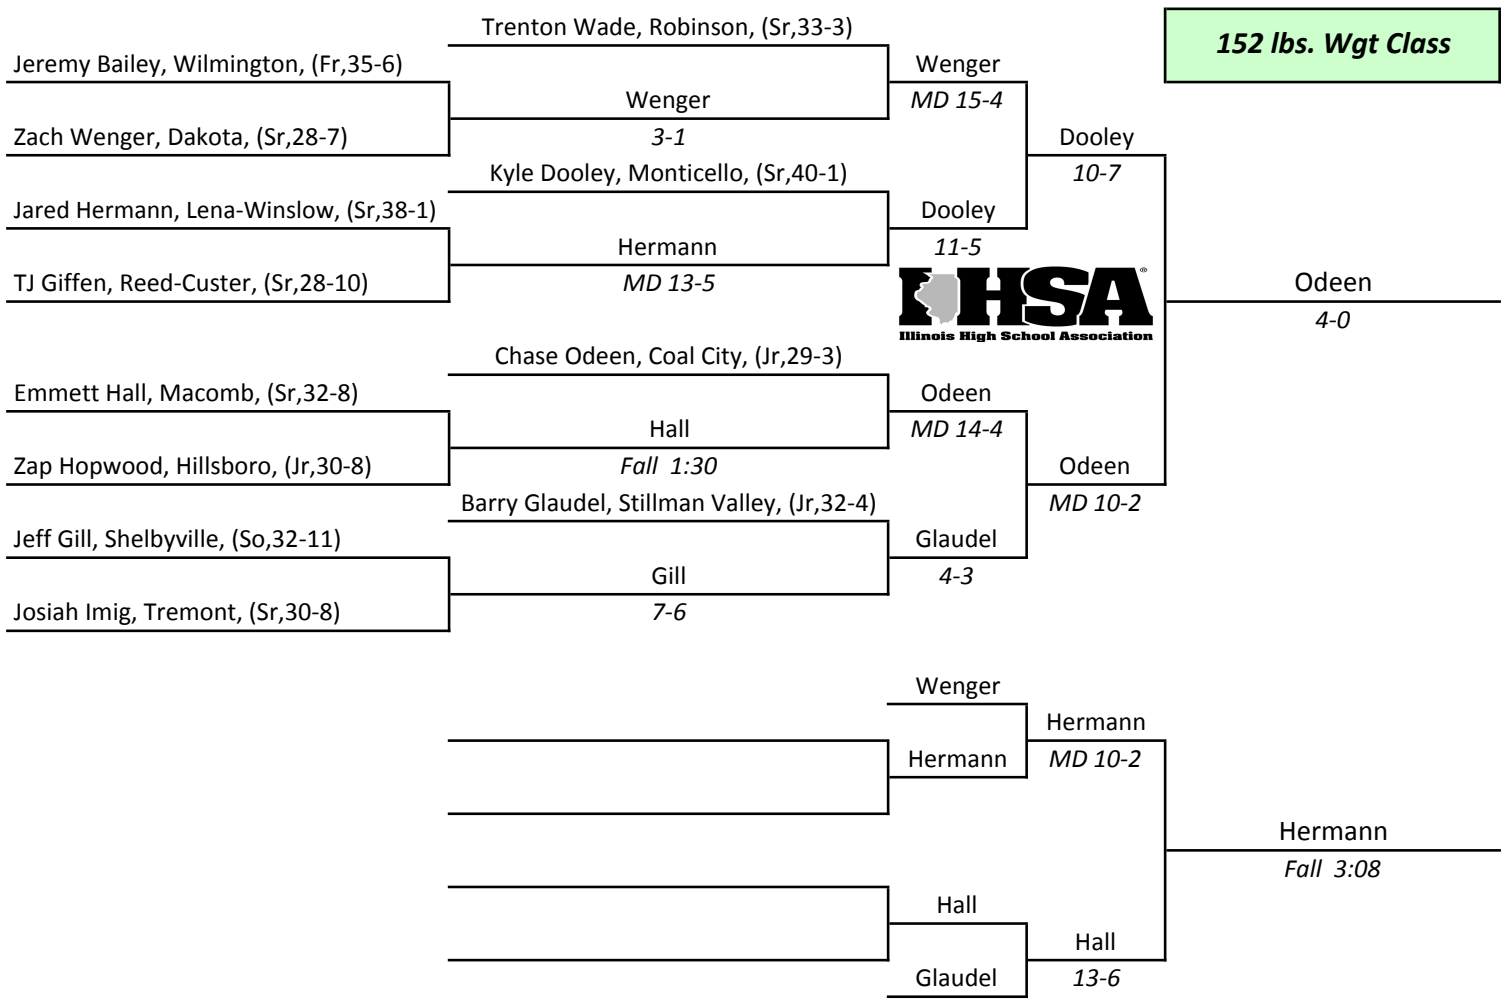 Trenton Wade, Robinson, (Sr,33-3)
152 lbs. Wgt Class
Jeremy Bailey, Wilmington, (Fr,35-6)
Wenger
Wenger
MD 15-4
Zach Wenger, Dakota, (Sr,28-7)
3-1
Dooley
Kyle Dooley, Monticello, (Sr,40-1)
10-7
Jared Hermann, Lena-Winslow, (Sr,38-1)
Dooley
Hermann
11-5
TJ Giffen, Reed-Custer, (Sr,28-10)
MD 13-5
IHSA®
Illinois High School Association
Odeen
4-0
Chase Odeen, Coal City, (Jr,29-3)
Emmett Hall, Macomb, (Sr,32-8)
Odeen
Hall
MD 14-4
Zap Hopwood, Hillsboro, (Jr,30-8)
Fall 1:30
Odeen
Barry Glaudel, Stillman Valley, (Jr,32-4)
MD 10-2
Jeff Gill, Shelbyville, (So,32-11)
Glaudel
Gill
4-3
Josiah Imig, Tremont, (Sr,30-8)
7-6
Wenger
Hermann
Hermann
MD 10-2
Hermann
Fall 3:08
Hall
Hall
Glaudel
13-6